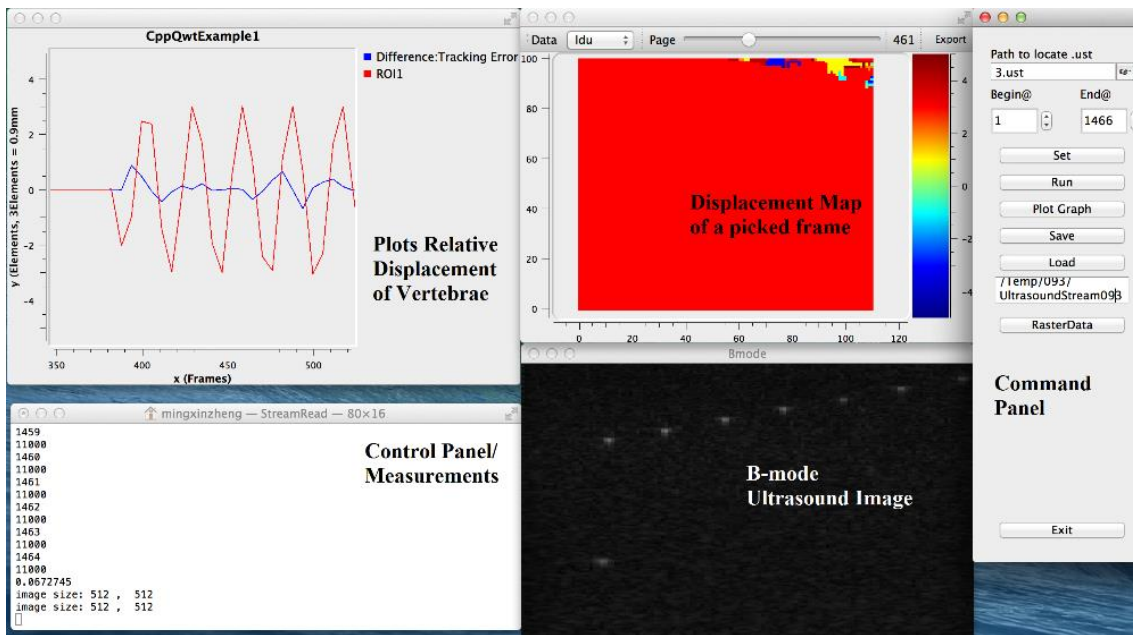 CppQwtExample1
Difference:Tracking Error
ROI1
y (Elements, 3Elements = 0.9mm
4
2
0
-2
-4
350 400 450 500
x (Frames)
Plots Relative
Displacement
of Vertebrae
Data Idu Page 461 Export
100
80
60
40
20
0
0 20 40 60 80 100 120
4
2
0
-2
-4
Displacement Map
of a picked frame
Path to locate .ust
3.ust
Begin@ End@
1 1466
Set
Run
Plot Graph
Save
Load
/Temp/093/
UltrasoundStream093
RasterData
Command
Panel
Exit
mingxinzheng — StreamRead — 80×16
1459
11000
1460
11000
1461
11000
1462
11000
1463
11000
1464
11000
0.0672745
image size: 512 , 512
image size: 512 , 512
Control Panel/
Measurements
Bmode
B-mode
Ultrasound Image